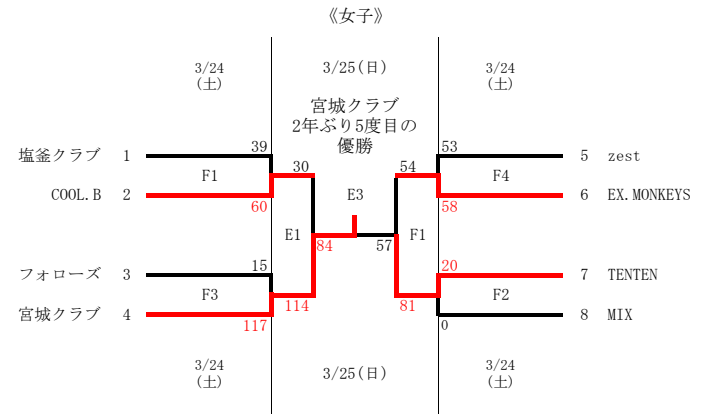 《女子》
3/24
(土)
3/25(日)
3/24
(土)
宮城クラブ
2年ぶり5度目の
優勝
塩釜クラブ 1
39
53
5 zest
F1
30
54
F4
COOL.B 2
60
E3
58
6 EX.MONKEYS
E1
84
57
F1
フォローズ 3
15
20
7 TENTEN
F3
114
81
F2
宮城クラブ 4
117
0
8 MIX
3/24
(土)
3/25(日)
3/24
(土)